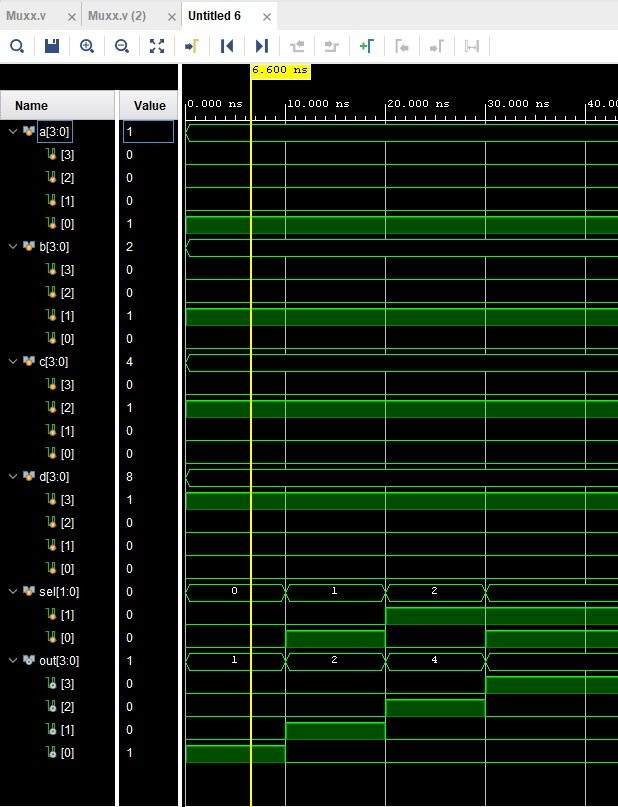 Muxx.v × Muxx.v (2) × Untitled 6 ×
6.600 ns
Name Value 0.000 ns 10.000 ns 20.000 ns 30.000 ns 40.0
a[3:0] 1
[3] 0
[2] 0
[1] 0
[0] 1
b[3:0] 2
[3] 0
[2] 0
[1] 1
[0] 0
c[3:0] 4
[3] 0
[2] 1
[1] 0
[0] 0
d[3:0] 8
[3] 1
[2] 0
[1] 0
[0] 0
sel[1:0] 0 0 1 2
[1] 0
[0] 0
out[3:0] 1 1 2 4
[3] 0
[2] 0
[1] 0
[0] 1